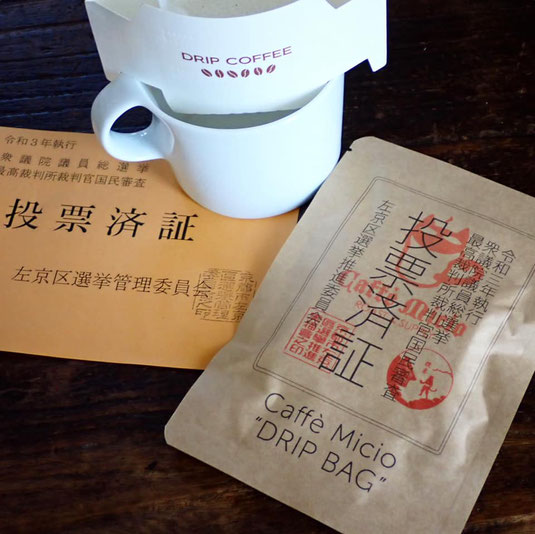 DRIP COFFEE
令和3年執行
衆議院議員総選挙
最高裁判所裁判官国民審査
投票済証
左京区選挙管理委員会
令和三年執行
衆議院議員総選挙
最高裁判所裁判官国民審査
投票済証
左京区選挙推進委員会
Caffè Micio
Caffè Micio
"DRIP BAG"